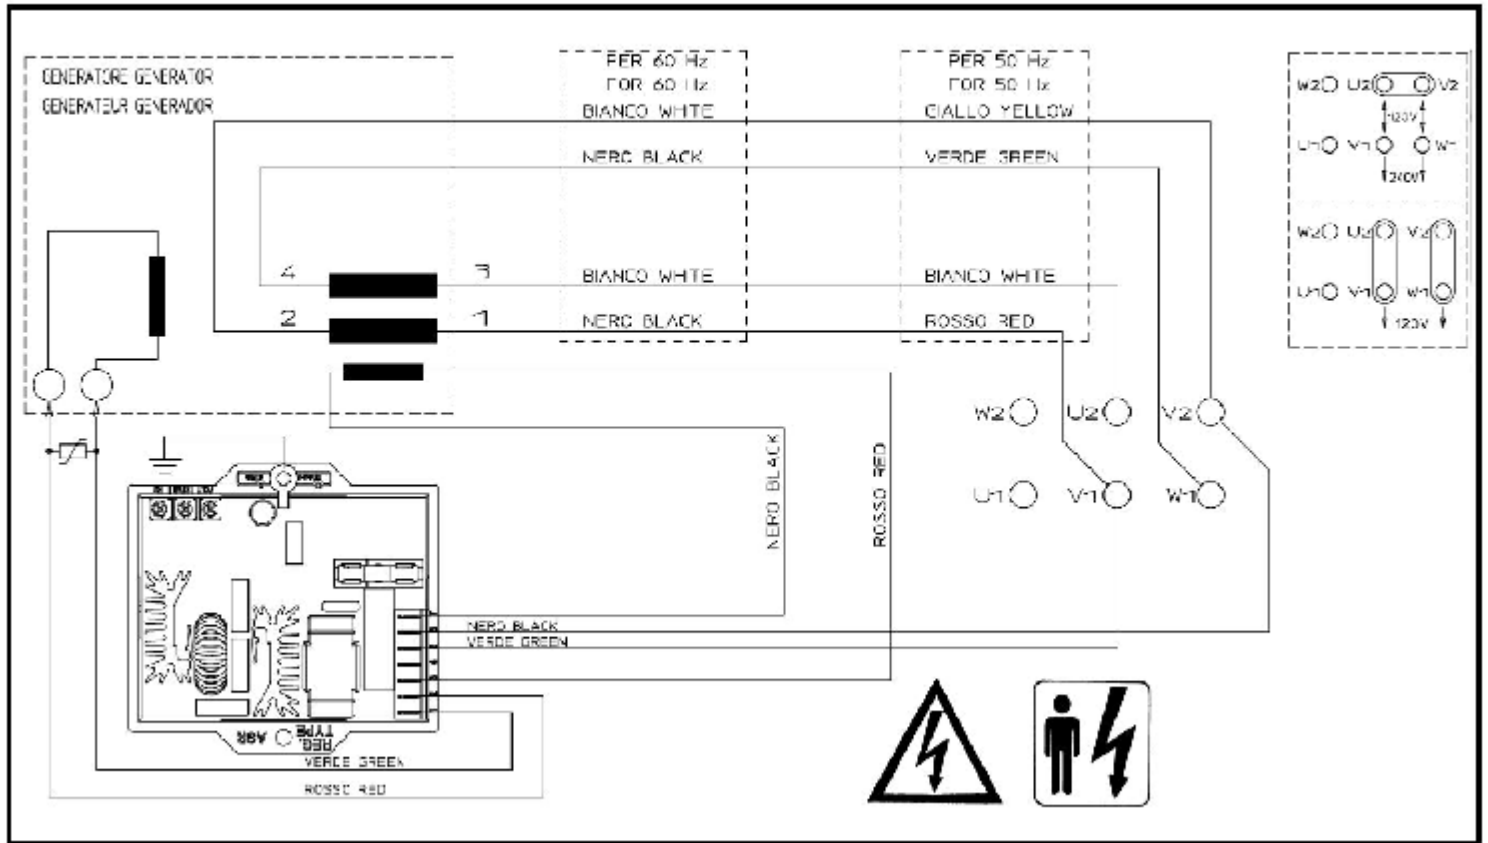 GENERATORE GENERATOR
GENERATEUR GENERADOR
PER 60 Hz
FOR 60 Hz
BIANCO WHITE
NERO BLACK
BIANCO WHITE
NERO BLACK
PER 50 Hz
FOR 50 Hz
GIALLO YELLOW
VERDE GREEN
BIANCO WHITE
ROSSO RED
4
3
2
1
W2 U2 V2
120V
U1 V1 W1
240V
W2 U2 V2
U1 V1 W1
120V
W2 U2 V2
U1 V1 W1
NERO BLACK
ROSSO RED
NERO BLACK
VERDE GREEN
REG.
TYPE
ASR
VERDE GREEN
ROSSO RED